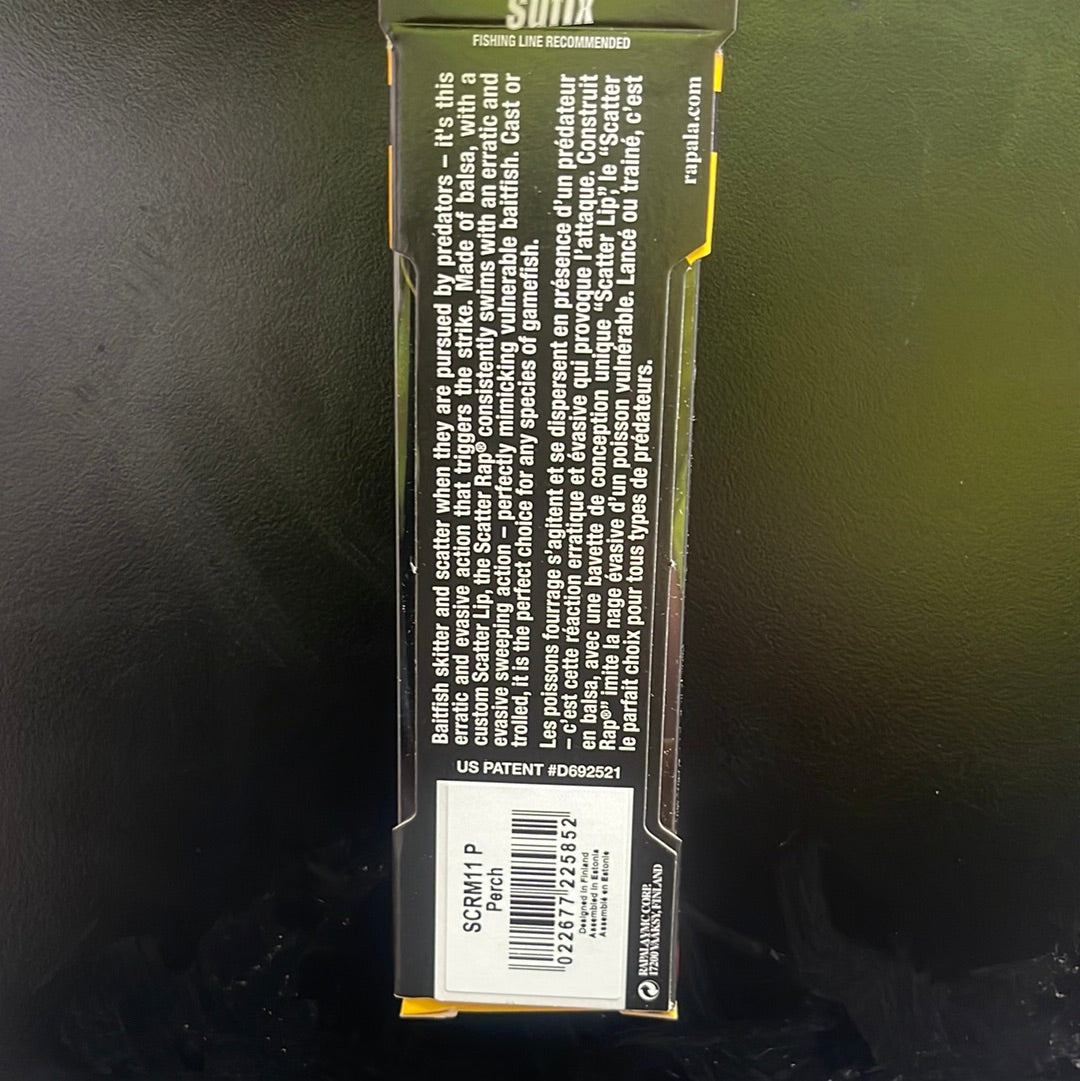 Sufix
FISHING LINE RECOMMENDED
rapala.com
Baitfish skitter and scatter when they are pursued by predators – it's this
erratic and evasive action that triggers the strike. Made of balsa, with a
custom Scatter Lip, the Scatter Rap® consistently swims with an erratic and
evasive sweeping action – perfectly mimicking vulnerable baitfish. Cast or
trolled, it is the perfect choice for any species of gamefish.
Les poissons fourrage s'agitent et se dispersent en présence d'un prédateur
– c'est cette réaction erratique et évasive qui provoque l'attaque. Construit
en balsa, avec une bavette de conception unique “Scatter Lip”, le “Scatter
Rap®” imite la nage évasive d'un poisson vulnérable. Lancé ou trainé, c'est
le parfait choix pour tous types de prédateurs.
US PATENT #D692521
SCRM11 P
Perch
022677225852
Designed in Finland
Assembled in Estonia
Assemblé en Estonie
RAPALA VMC CORP.
17200 VÄÄKSY, FINLAND